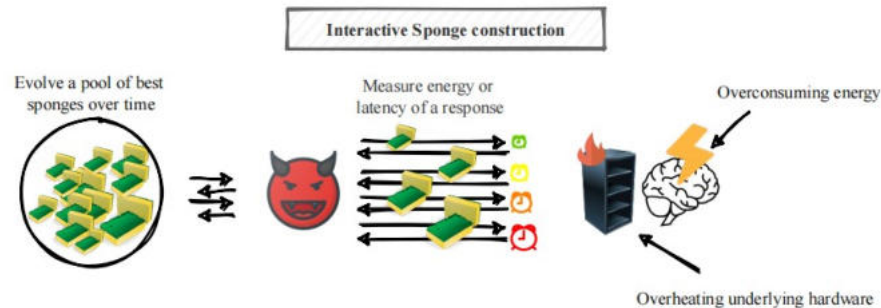 Interactive Sponge construction
Evolve a pool of best
sponges over time
Measure energy or
latency of a response
Overconsuming energy
Overheating underlying hardware